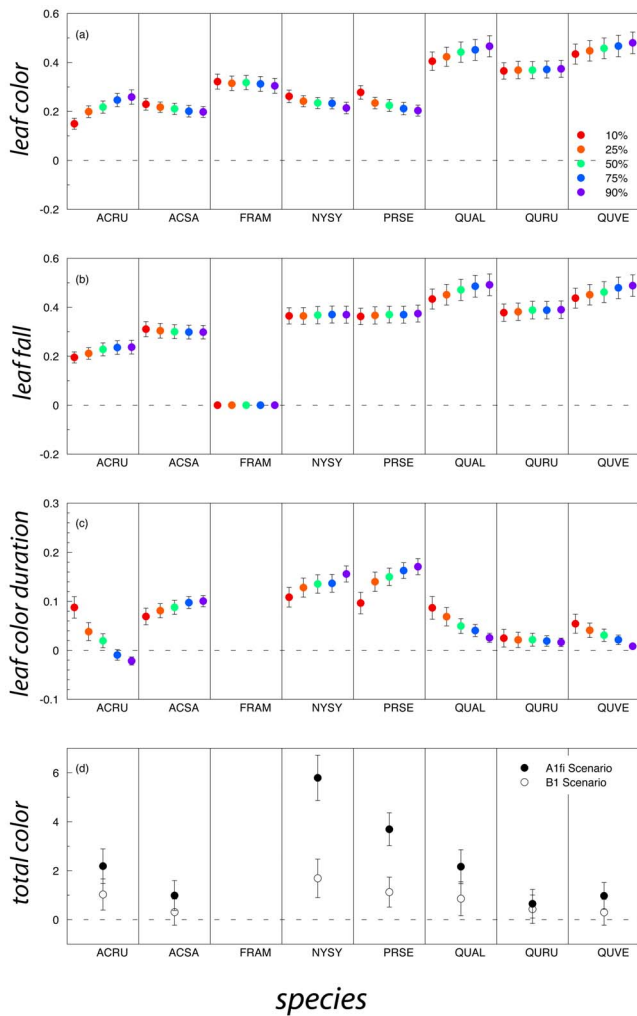 leaf color
(a)
0.6
0.4
0.2
0
-0.2
10%
25%
50%
75%
90%
ACRU ACSA FRAM NYSY PRSE QUAL QURU QUVE
leaf fall
(b)
0.6
0.4
0.2
0
-0.2
ACRU ACSA FRAM NYSY PRSE QUAL QURU QUVE
leaf color duration
(c)
0.3
0.2
0.1
0
-0.1
ACRU ACSA FRAM NYSY PRSE QUAL QURU QUVE
total color
(d)
6
4
2
0
A1fi Scenario
B1 Scenario
ACRU ACSA FRAM NYSY PRSE QUAL QURU QUVE
species